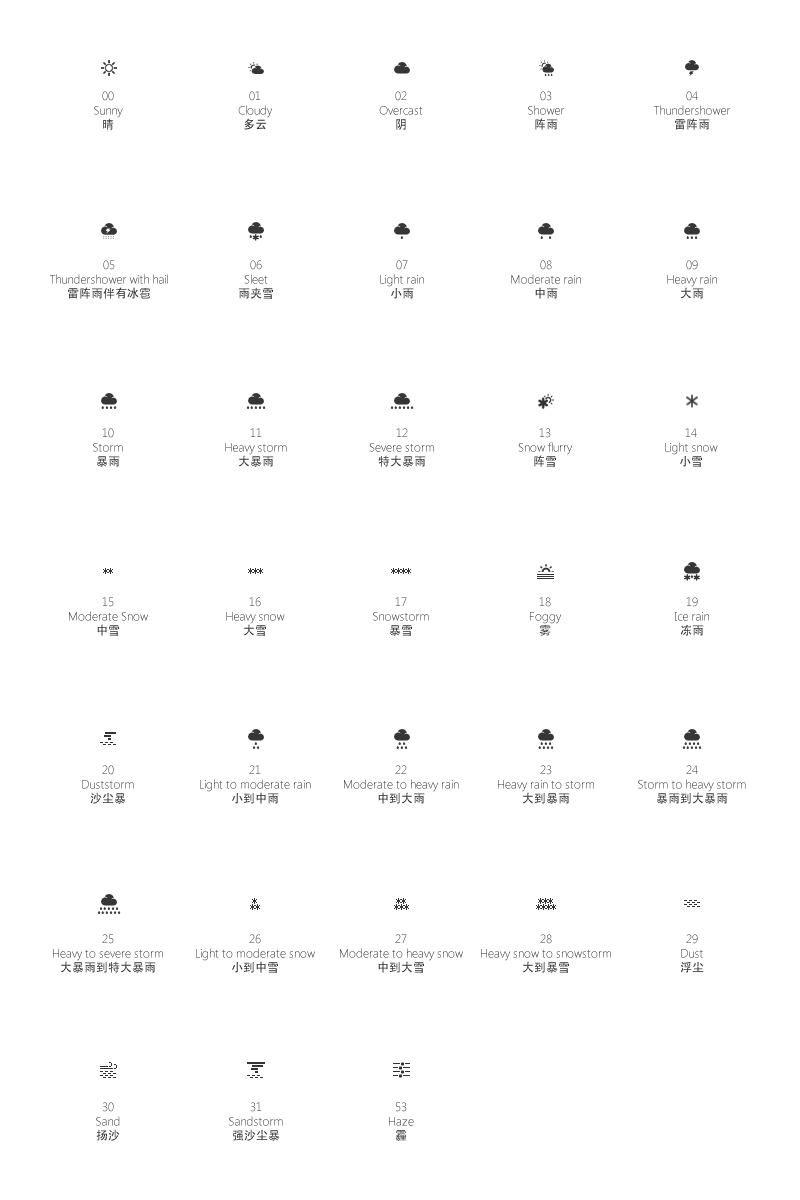 00
Sunny
晴
01
Cloudy
多云
02
Overcast
阴
03
Shower
阵雨
04
Thundershower
雷阵雨
05
Thundershower with hail
雷阵雨伴有冰雹
06
Sleet
雨夹雪
07
Light rain
小雨
08
Moderate rain
中雨
09
Heavy rain
大雨
10
Storm
暴雨
11
Heavy storm
大暴雨
12
Severe storm
特大暴雨
13
Snow flurry
阵雪
14
Light snow
小雪
15
Moderate Snow
中雪
16
Heavy snow
大雪
17
Snowstorm
暴雪
18
Foggy
雾
19
Ice rain
冻雨
20
Duststorm
沙尘暴
21
Light to moderate rain
小到中雨
22
Moderate to heavy rain
中到大雨
23
Heavy rain to storm
大到暴雨
24
Storm to heavy storm
暴雨到大暴雨
25
Heavy to severe storm
大暴雨到特大暴雨
26
Light to moderate snow
小到中雪
27
Moderate to heavy snow
中到大雪
28
Heavy snow to snowstorm
大到暴雪
29
Dust
浮尘
30
Sand
扬沙
31
Sandstorm
强沙尘暴
53
Haze
霾